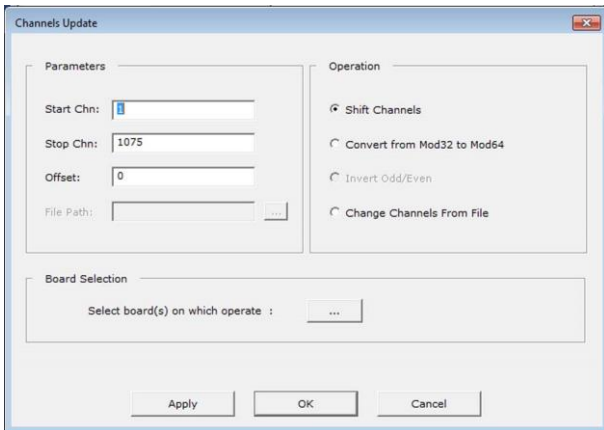 Channels Update
Parameters
Start Chn: 1
Stop Chn: 1075
Offset: 0
File Path: ...
Operation
Shift Channels
Convert from Mod32 to Mod64
Invert Odd/Even
Change Channels From File
Board Selection
Select board(s) on which operate : ...
Apply OK Cancel